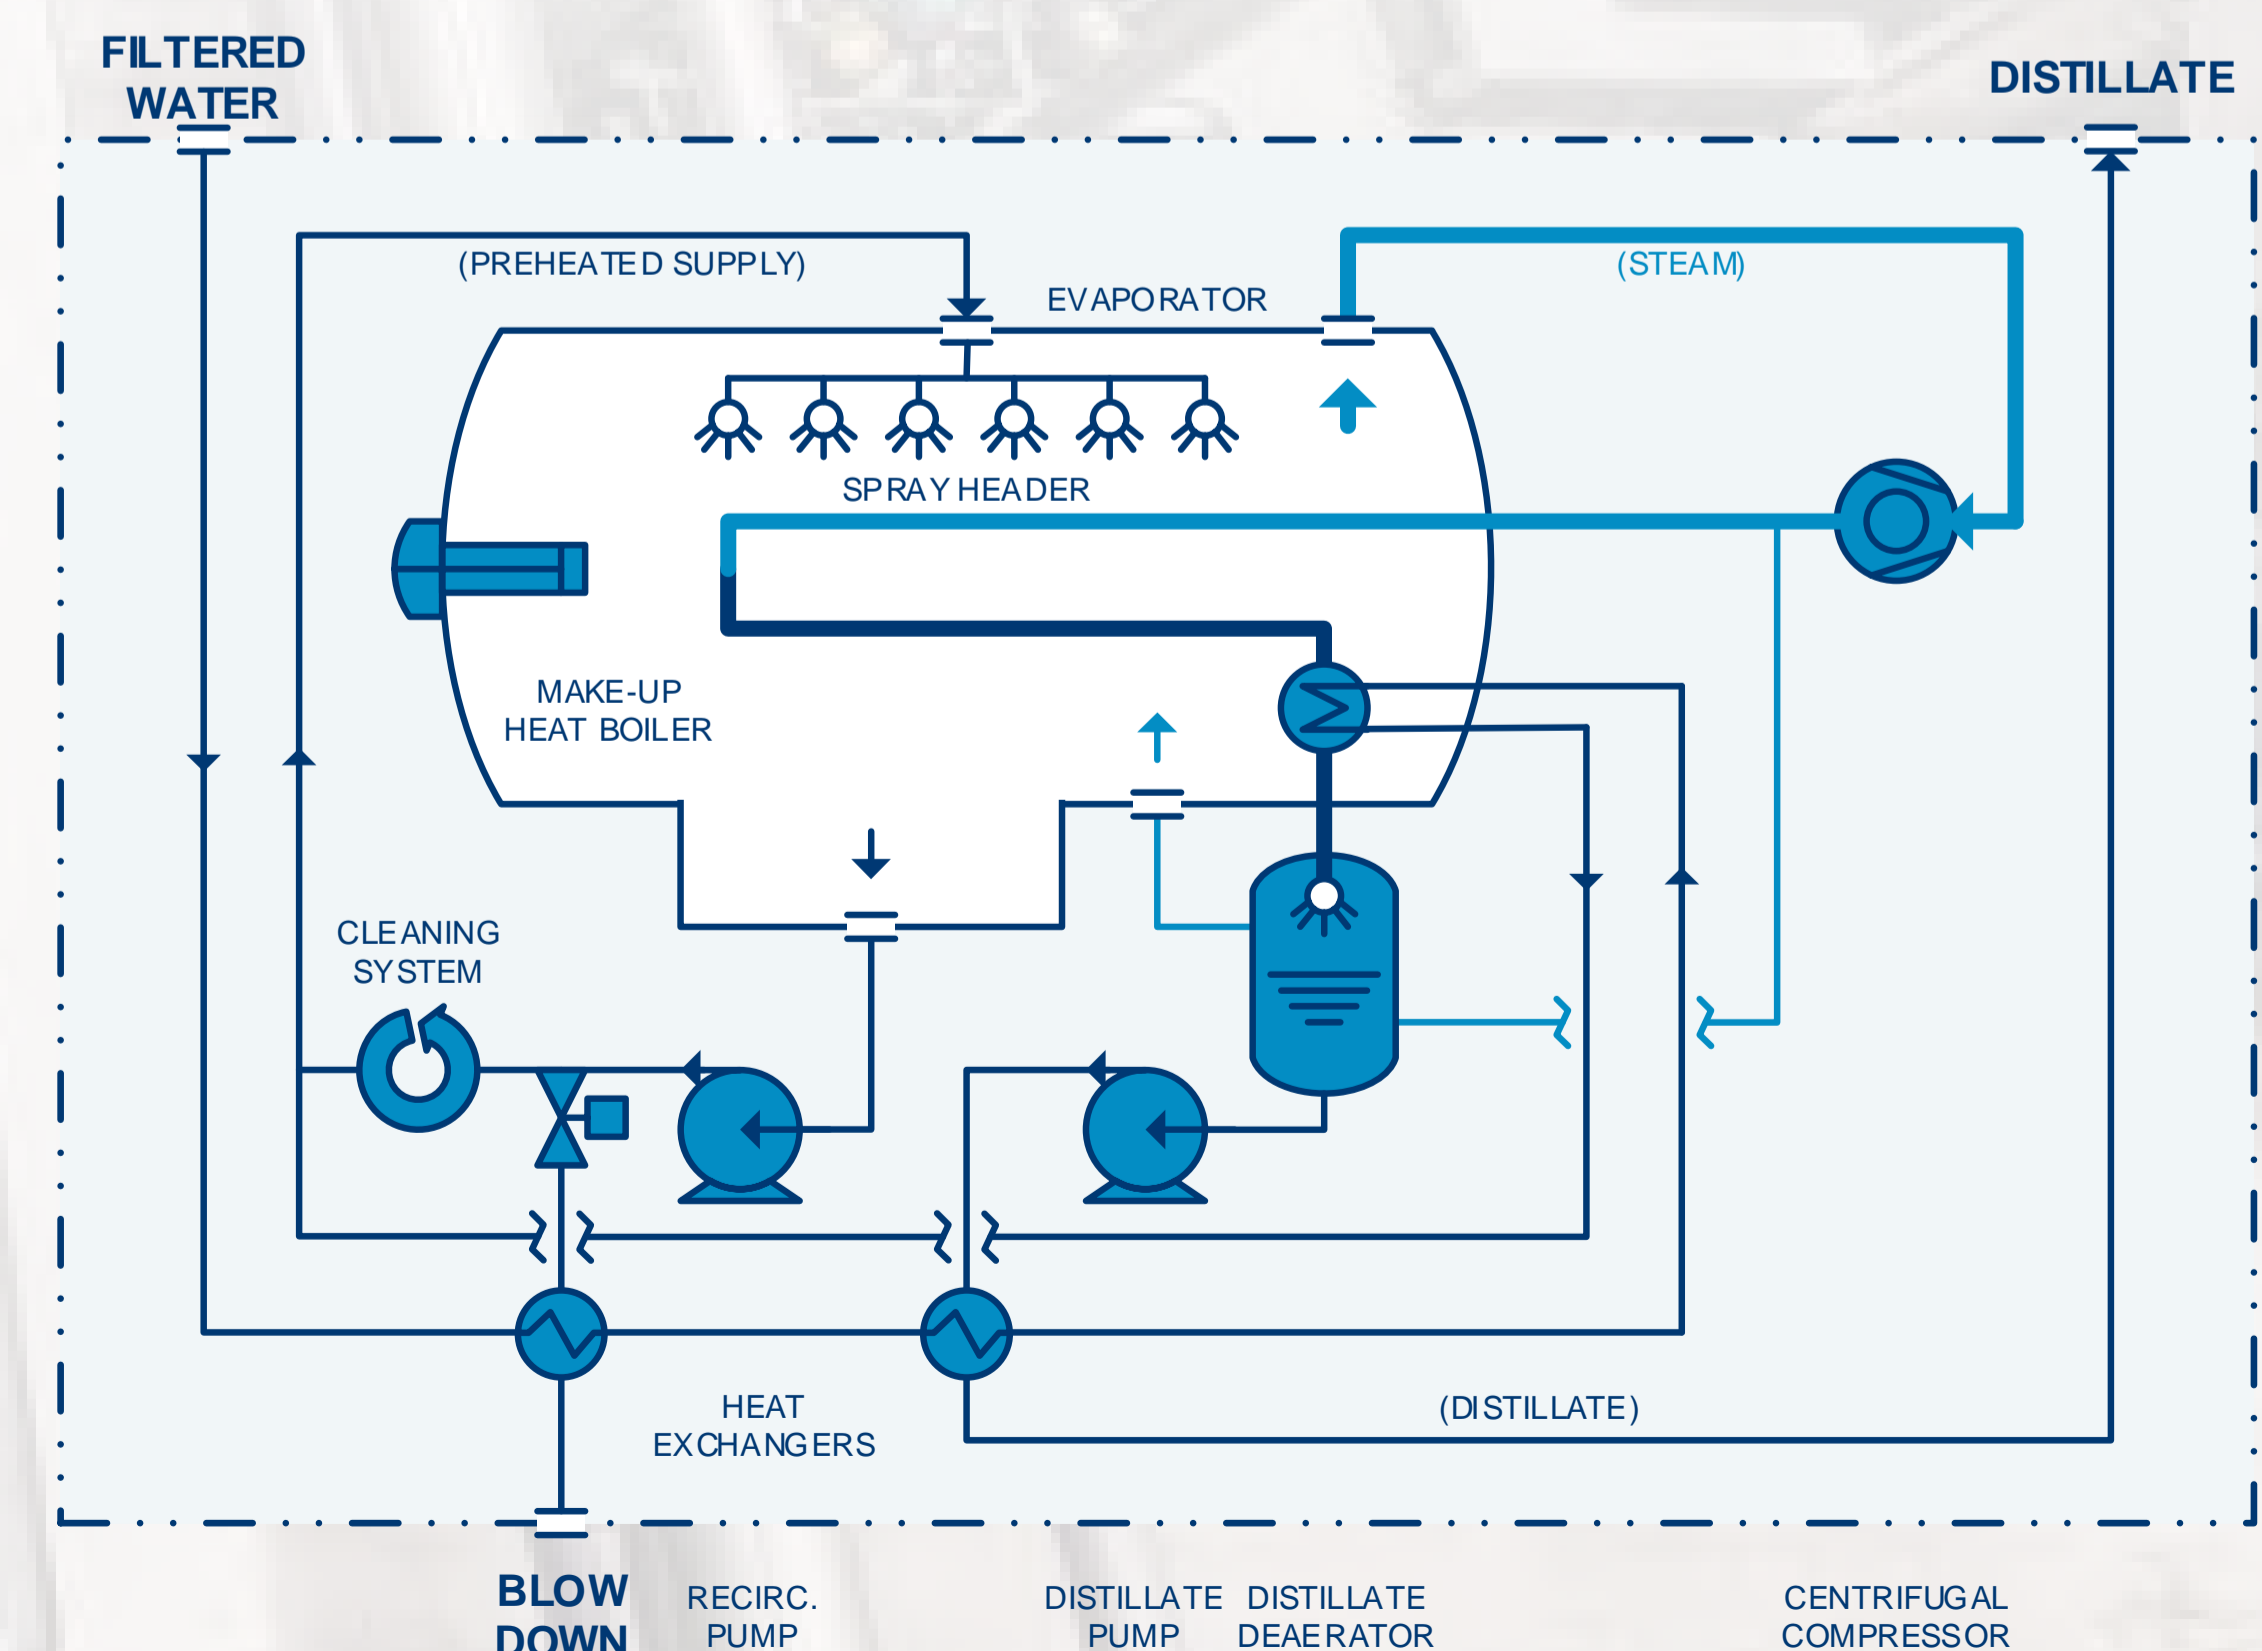 FILTERED
WATER
DISTILLATE
(PREHEATED SUPPLY)
EVAPORATOR
(STEAM)
SPRAY HEADER
MAKE-UP
HEAT BOILER
CLEANING
SYSTEM
HEAT
EXCHANGERS
(DISTILLATE)
BLOW
DOWN
RECIRC.
PUMP
DISTILLATE
PUMP
DISTILLATE
DEAERATOR
CENTRIFUGAL
COMPRESSOR